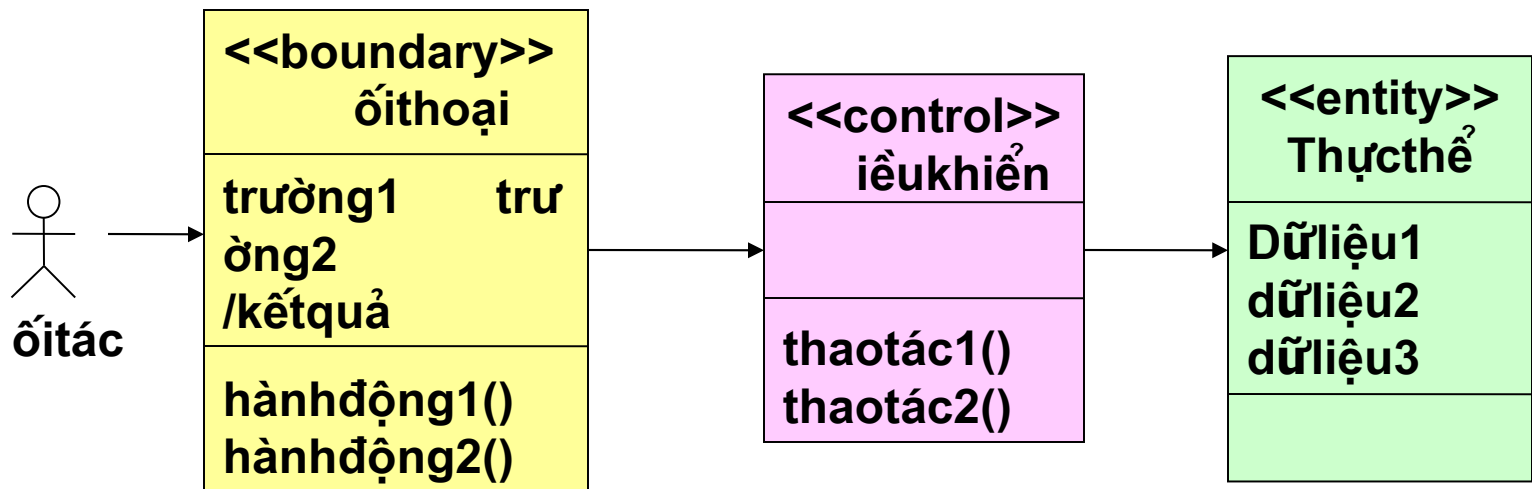 ốitác
<<boundary>>
ốithoại
trường1 trư
ờng2
/kếtquả
hànhđộng1()
hànhđộng2()
<<control>>
iềukhiển
thaotác1()
thaotác2()
<<entity>>
Thựcthể
Dữliệu1
dữliệu2
dữliệu3